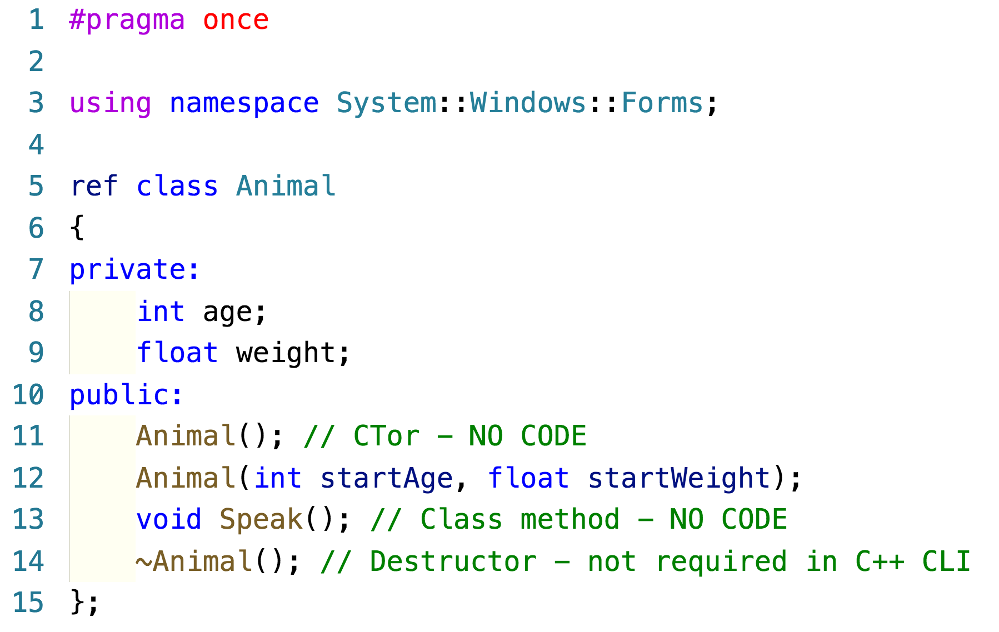 1 #pragma once
2
3 using namespace System::Windows::Forms;
4
5 ref class Animal
6 {
7 private:
8     int age;
9     float weight;
10 public:
11     Animal(); // CTor – NO CODE
12     Animal(int startAge, float startWeight);
13     void Speak(); // Class method – NO CODE
14     ~Animal(); // Destructor – not required in C++ CLI
15 };